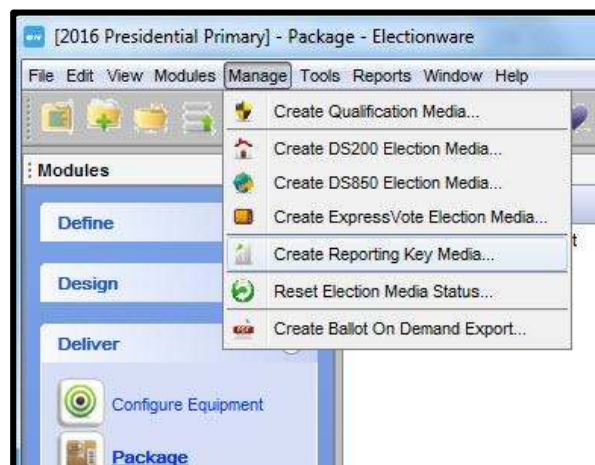 [2016 Presidential Primary] - Package - Electionware
File Edit View Modules Manage Tools Reports Window Help
Create Qualification Media...
Create DS200 Election Media...
Create DS850 Election Media...
Create ExpressVote Election Media...
Create Reporting Key Media...
Reset Election Media Status...
Create Ballot On Demand Export...
Modules
Define
Design
Deliver
Configure Equipment
Package